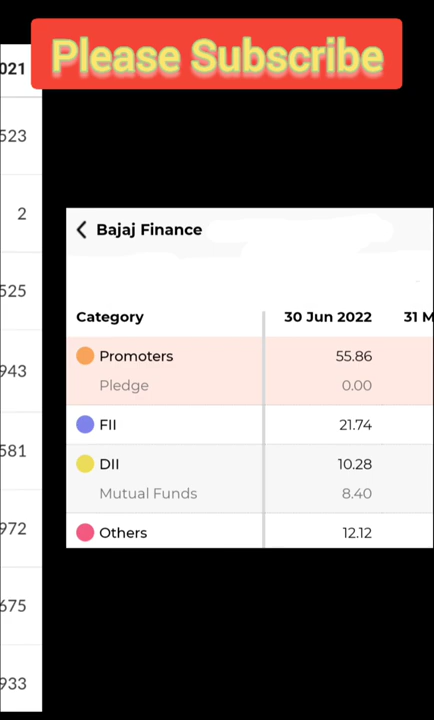 Please Subscribe
021
523
2
525
943
581
972
675
933
Bajaj Finance
Category 30 Jun 2022 31 M
Promoters 55.86
Pledge 0.00
FII 21.74
DII 10.28
Mutual Funds 8.40
Others 12.12